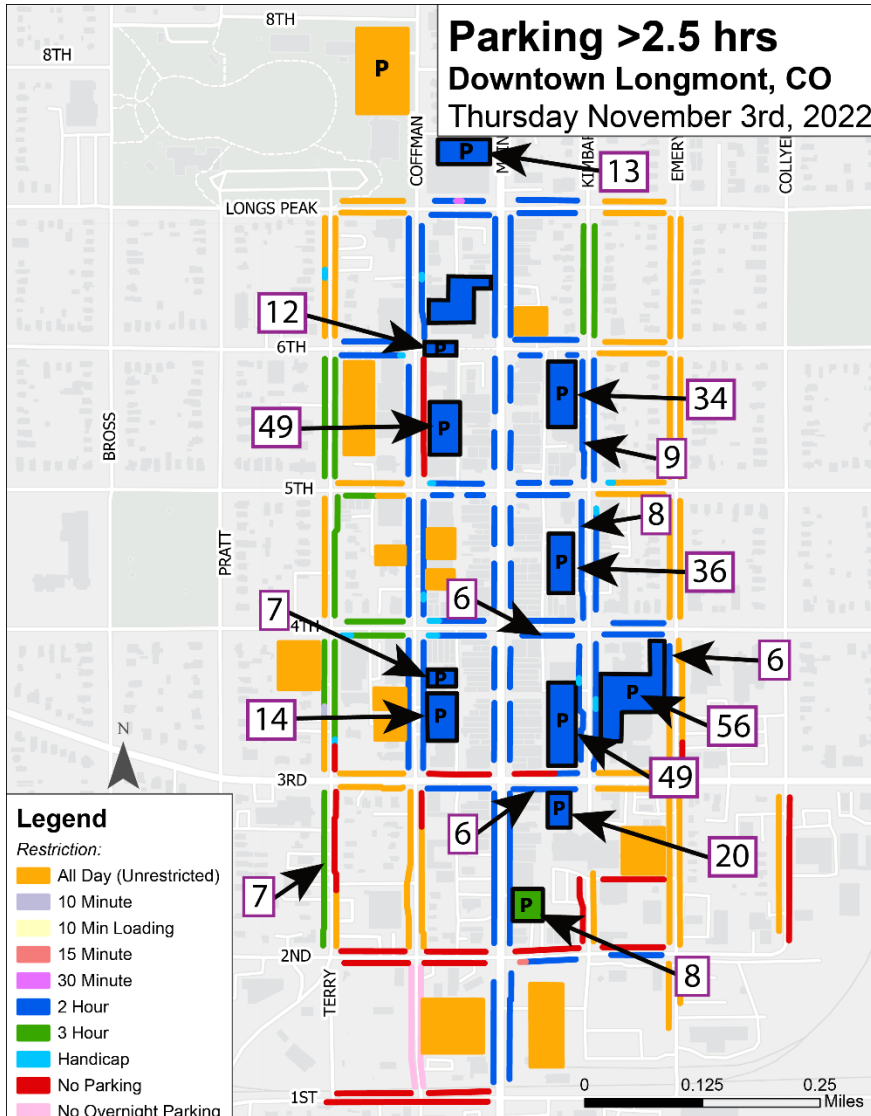 Parking >2.5 hrs
Downtown Longmont, CO
Thursday November 3rd, 2022
8TH
8TH
P
COFFMAN
P
EMERY
COLLYER
13
LONGS PEAK
12
P
6TH
BROSS
P
34
49
P
9
5TH
8
PRATT
P
36
7
6
4TH
6
P
P
14
P
P
56
49
3RD
N
P
6
20
7
P
2ND
8
TERRY
1ST
Legend
Restriction:
All Day (Unrestricted)
10 Minute
10 Min Loading
15 Minute
30 Minute
2 Hour
3 Hour
Handicap
No Parking
No Overnight Parking
0 0.125 0.25
Miles